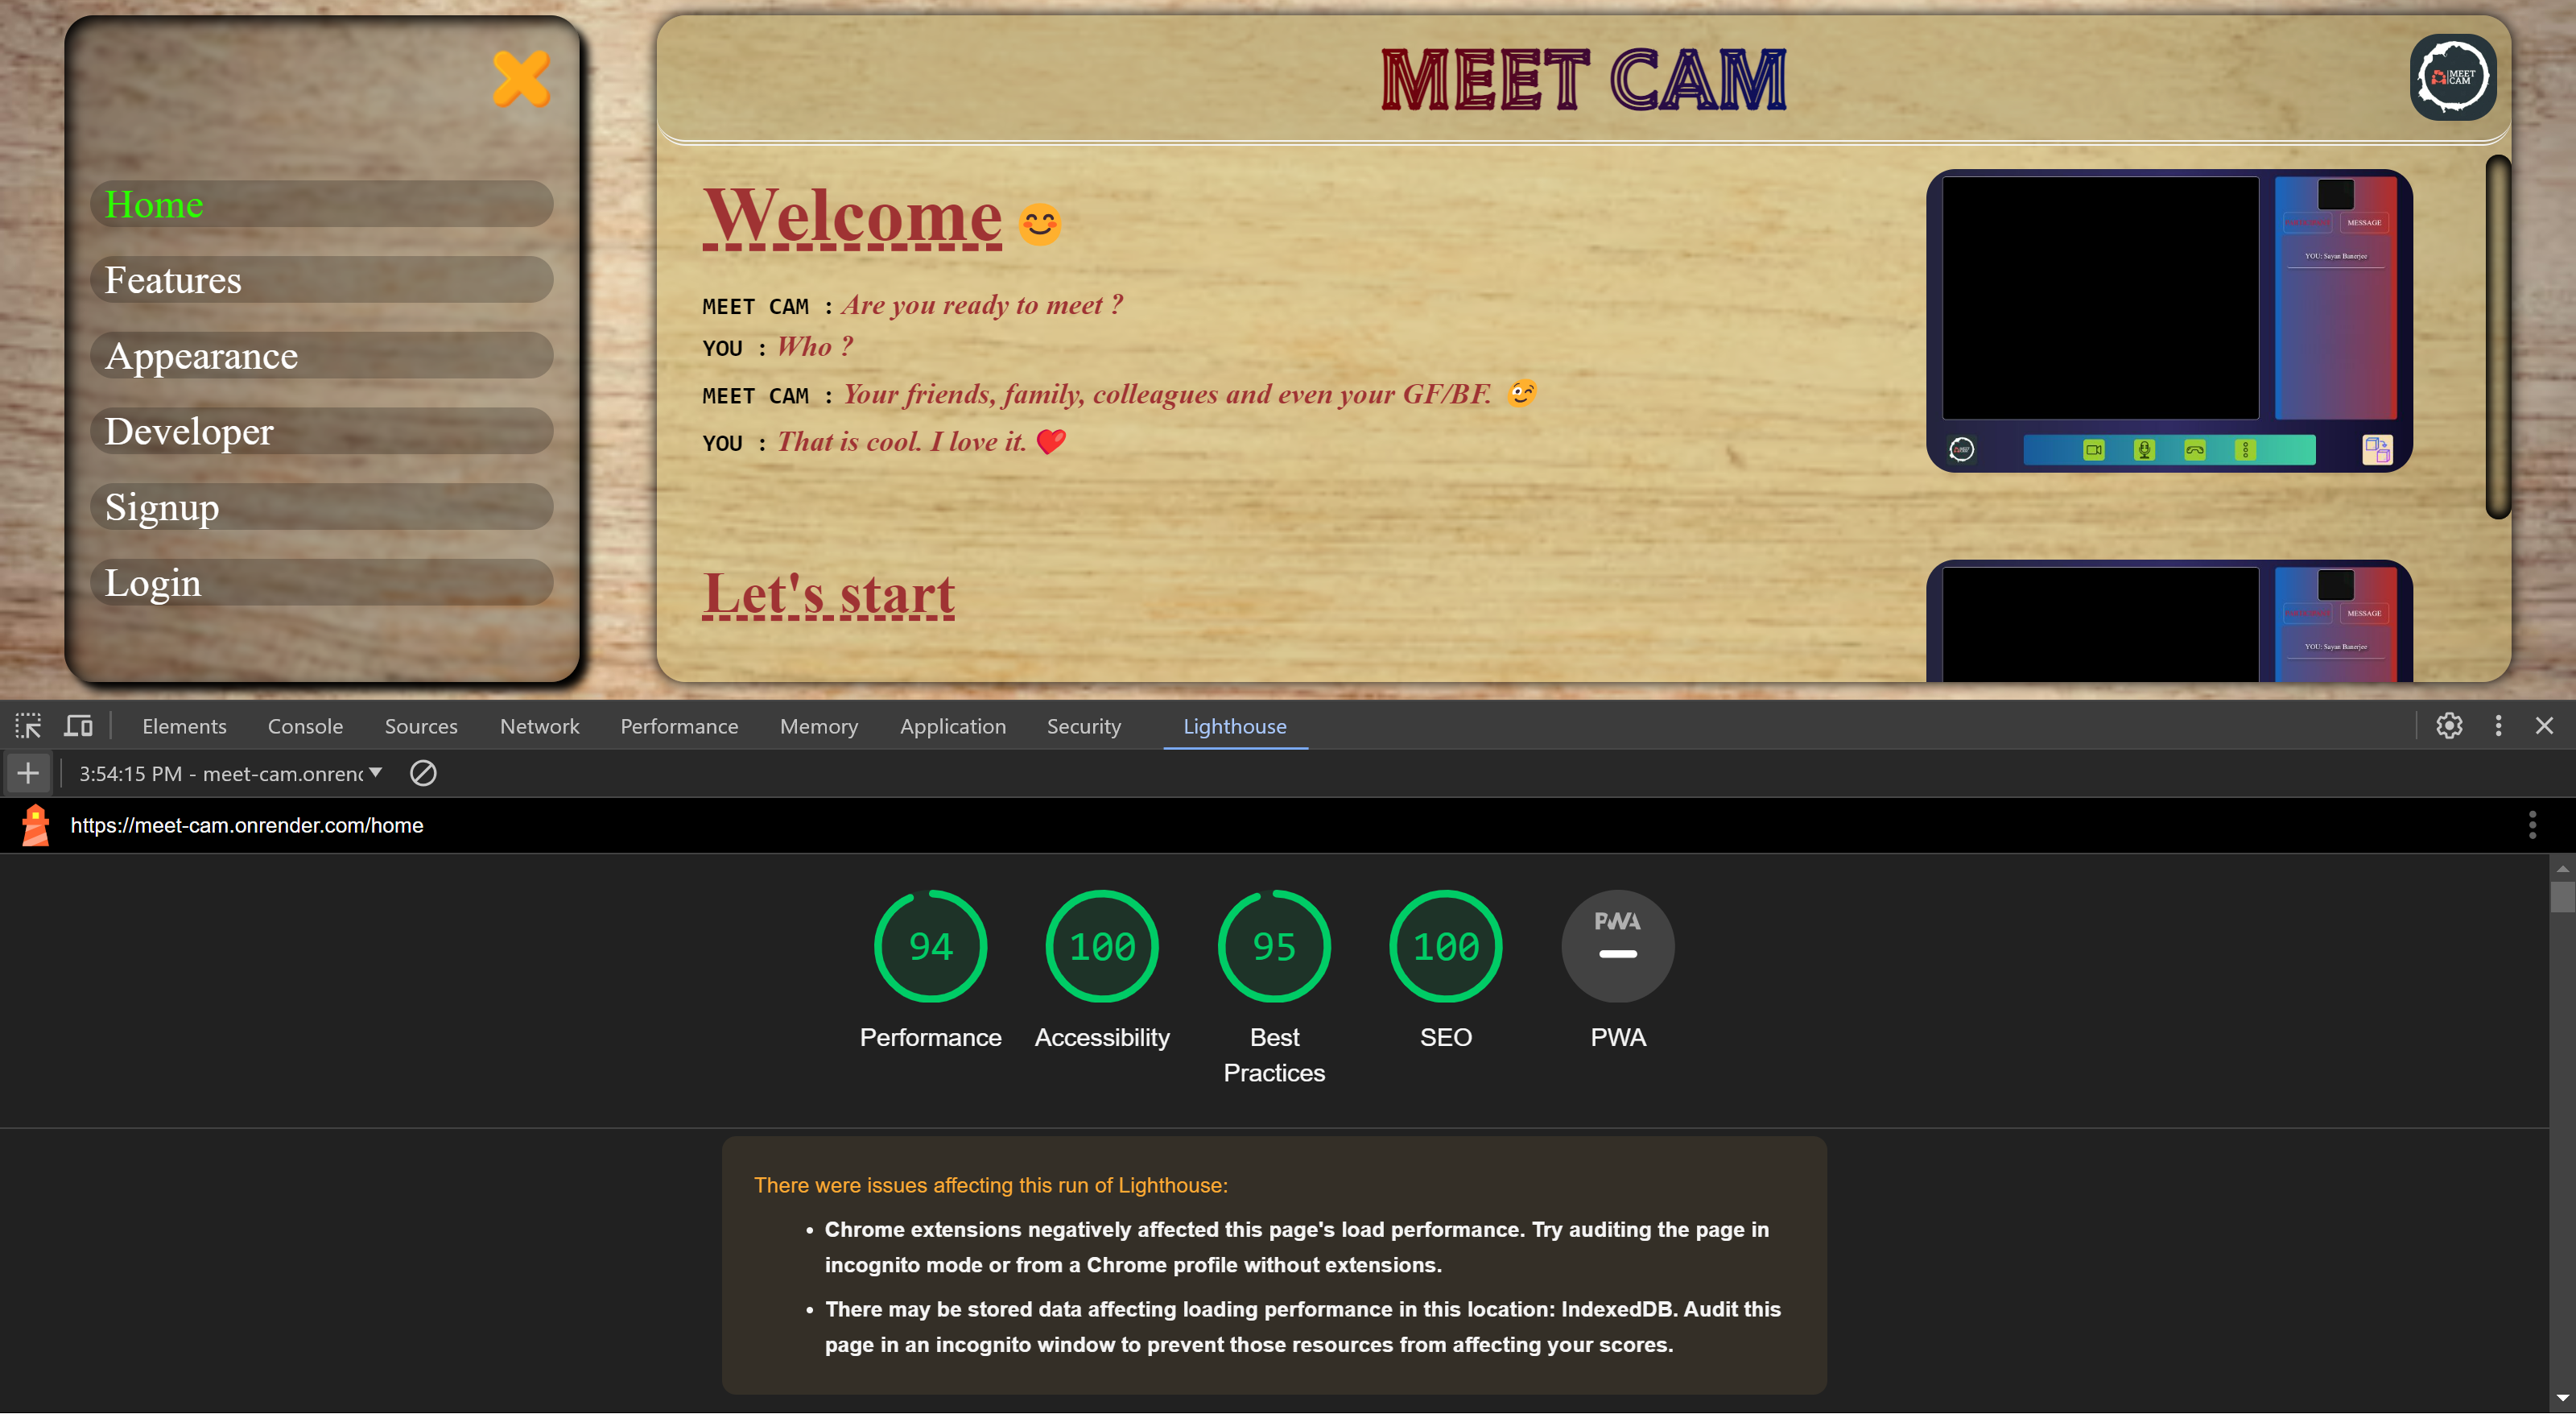 Home
Features
Appearance
Developer
Signup
Login
MEET CAM
MEET
CAM
Welcome 😊
MEET CAM : Are you ready to meet ?
YOU : Who ?
MEET CAM : Your friends, family, colleagues and even your GF/BF. 😉
YOU : That is cool. I love it. ❤️
MESSAGE
YOU: Sayan Banerjee
Let's start
MESSAGE
YOU: Sayan Banerjee
Elements Console Sources Network Performance Memory Application Security Lighthouse
3:54:15 PM - meet-cam.onrend
https://meet-cam.onrender.com/home
94 100 95 100 PWA
Performance Accessibility Best Practices SEO PWA
There were issues affecting this run of Lighthouse:
• Chrome extensions negatively affected this page's load performance. Try auditing the page in
incognito mode or from a Chrome profile without extensions.
• There may be stored data affecting loading performance in this location: IndexedDB. Audit this
page in an incognito window to prevent those resources from affecting your scores.